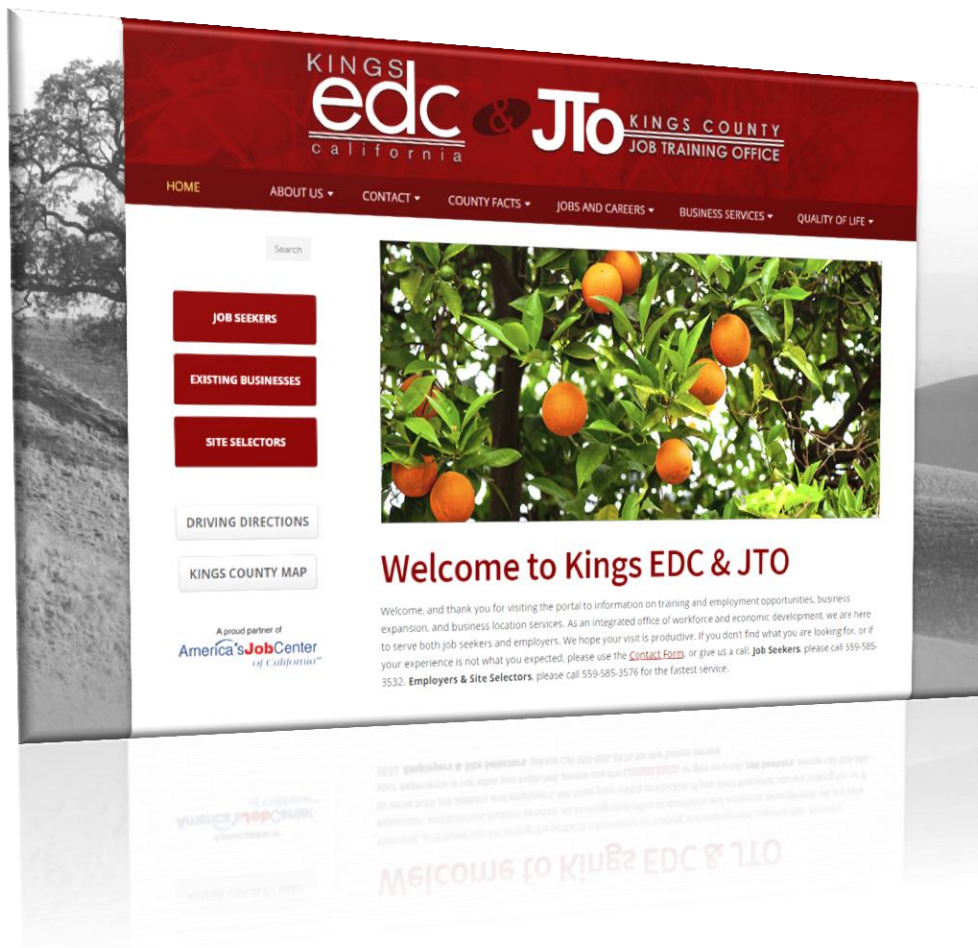 KINGS
edc
california
&
JTO
KINGS COUNTY
JOB TRAINING OFFICE
HOME
ABOUT US
CONTACT
COUNTY FACTS
JOBS AND CAREERS
BUSINESS SERVICES
QUALITY OF LIFE
Search
JOB SEEKERS
EXISTING BUSINESSES
SITE SELECTORS
DRIVING DIRECTIONS
KINGS COUNTY MAP
A proud partner of
America'sJobCenter
of California℠
Welcome to Kings EDC & JTO
Welcome, and thank you for visiting the portal to information on training and employment opportunities, business
expansion, and business location services. As an integrated office of workforce and economic development, we are here
to serve both job seekers and employers. We hope your visit is productive. If you don't find what you are looking for, or if
your experience is not what you expected, please use the Contact Form, or give us a call. Job Seekers, please call 559-585-
3532. Employers & Site Selectors, please call 559-585-3576 for the fastest service.